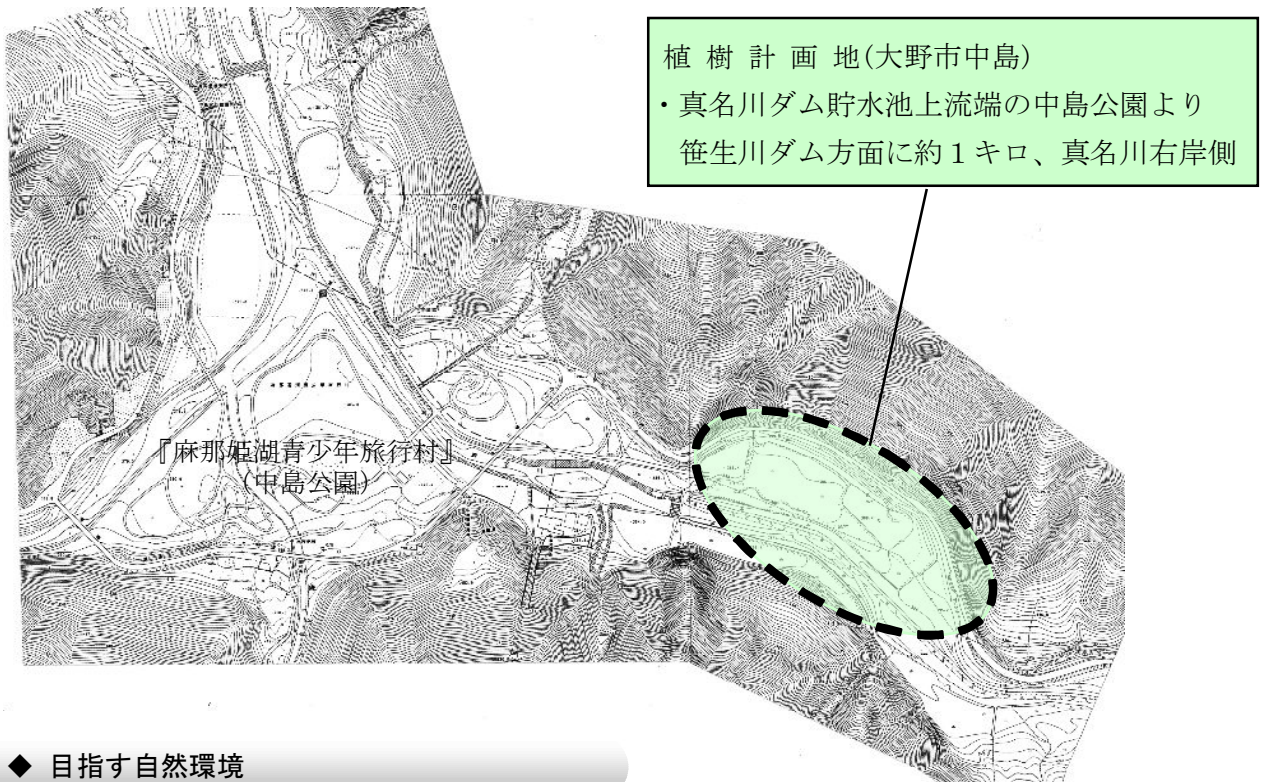 植 樹 計 画 地(大野市中島)
・真名川ダム貯水池上流端の中島公園より
笹生川ダム方面に約１キロ、真名川右岸側
『麻那姫湖青少年旅行村』
(中島公園)
◆ 目指す自然環境